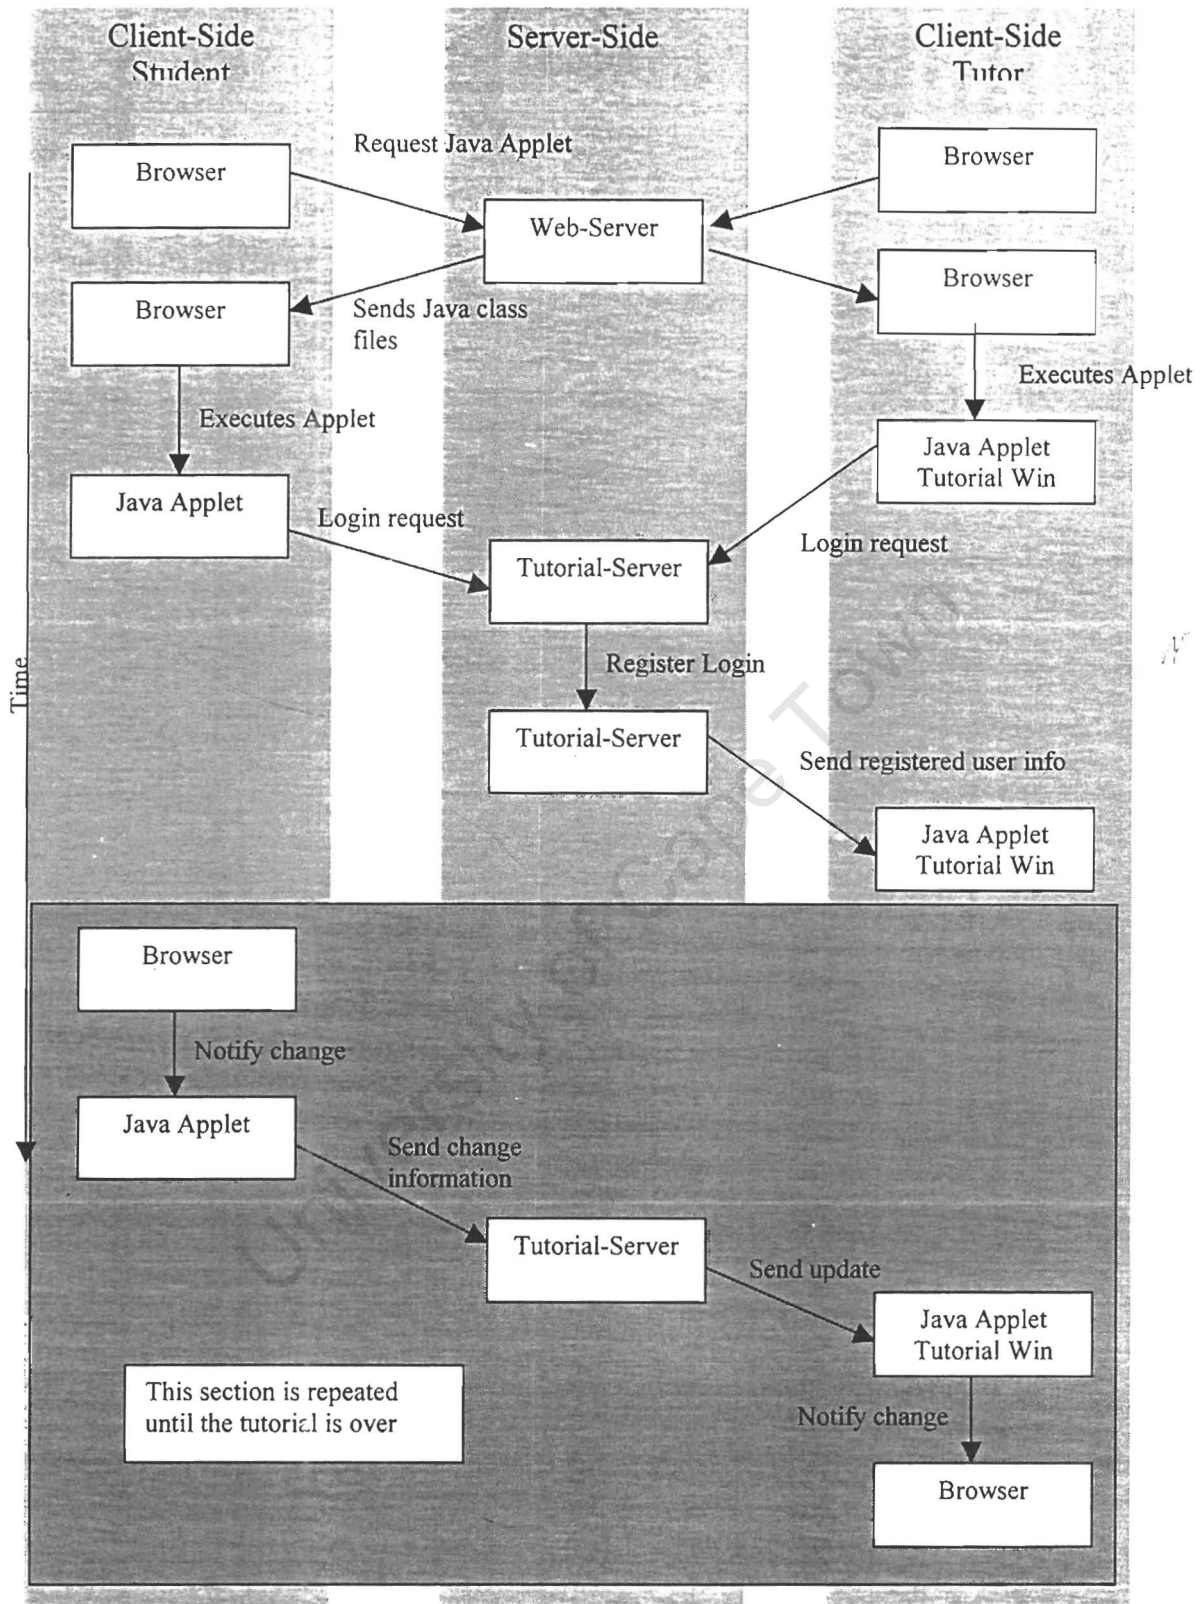 Client-Side
Student
Server-Side
Client-Side
Tutor
Request Java Applet
Browser
Browser
Web-Server
Browser
Browser
Sends Java class
files
Executes Applet
Executes Applet
Java Applet
Tutorial Win
Java Applet
Login request
Login request
Tutorial-Server
Register Login
Time
Tutorial-Server
Send registered user info
Java Applet
Tutorial Win
Browser
Notify change
Java Applet
Send change
information
Tutorial-Server
Send update
Java Applet
Tutorial Win
This section is repeated
until the tutorial is over
Notify change
Browser
University of Cape Town